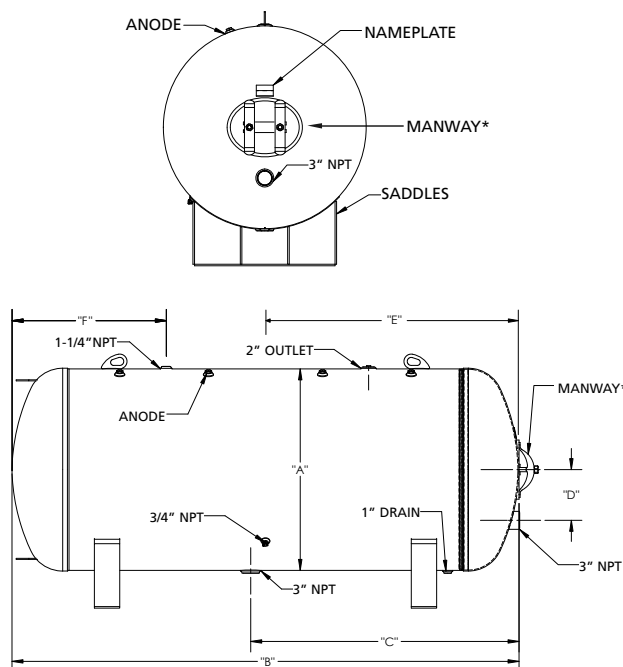 ANODE
NAMEPLATE
MANWAY*
3" NPT
SADDLES
"F"
"E"
1-1/4"NPT
2" OUTLET
MANWAY*
ANODE
"A"
"D"
3/4" NPT
1" DRAIN
3" NPT
3" NPT
"C"
"B"